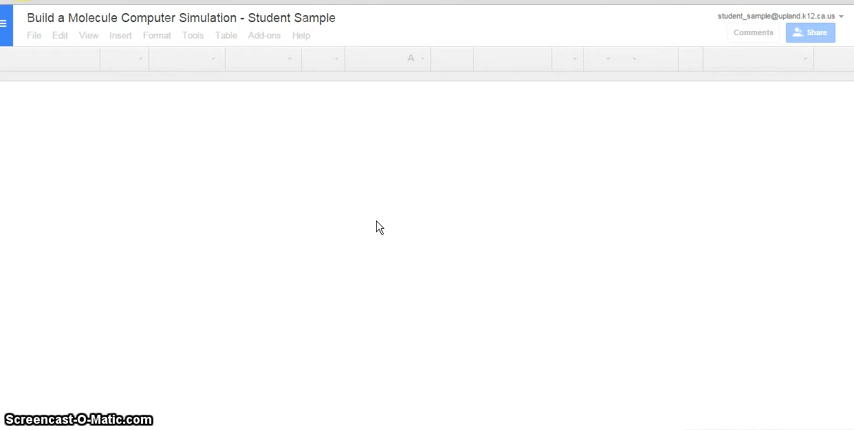 Build a Molecule Computer Simulation - Student Sample
student_sample@upland.k12.ca.us
File Edit View Insert Format Tools Table Add-ons Help
Comments
Share
A
Screencast-O-Matic.com